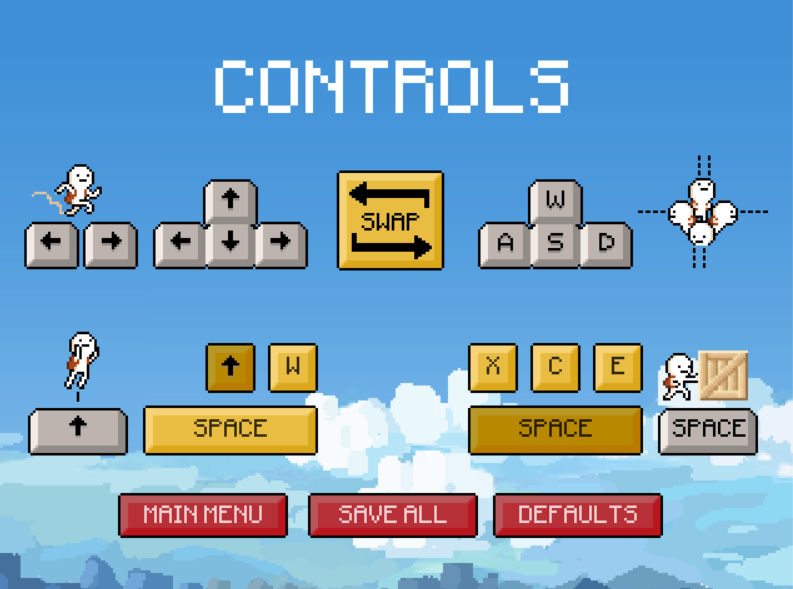 CONTROLS
W
SWAP
A S D
W
X C E
SPACE
SPACE
SPACE
MAIN MENU
SAVE ALL
DEFAULTS